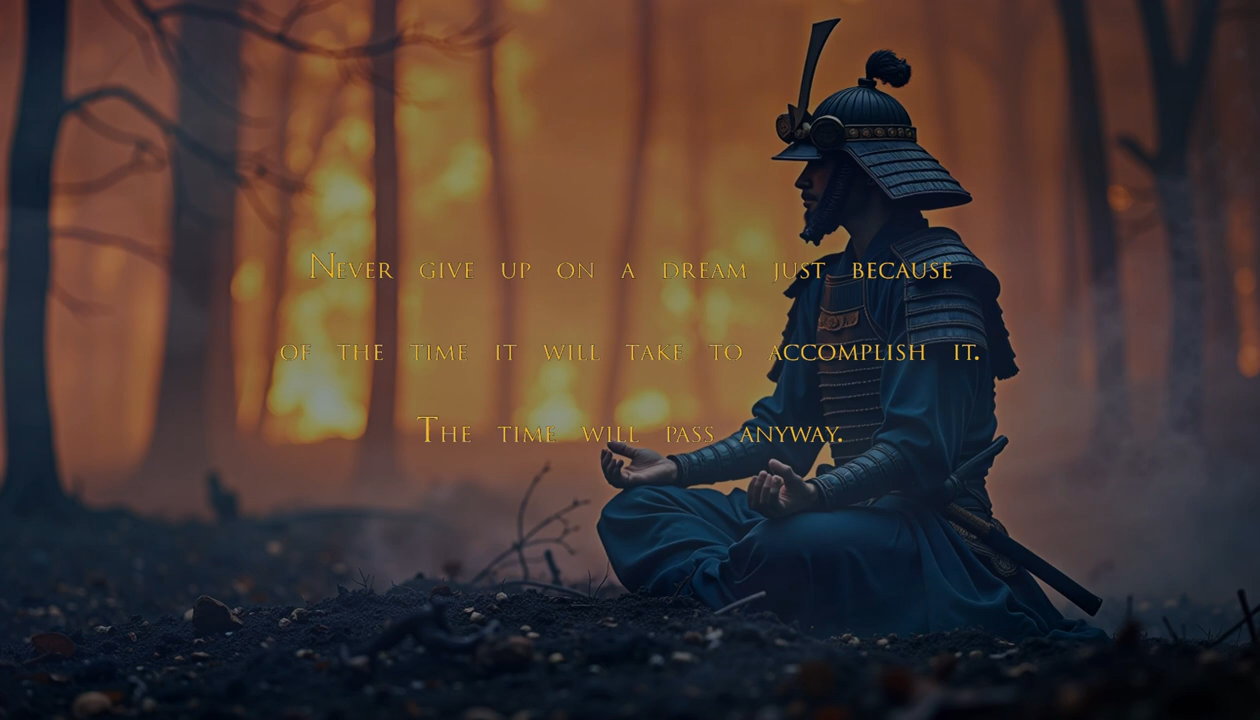 Never give up on a dream just because
of the time it will take to accomplish it.
The time will pass anyway.